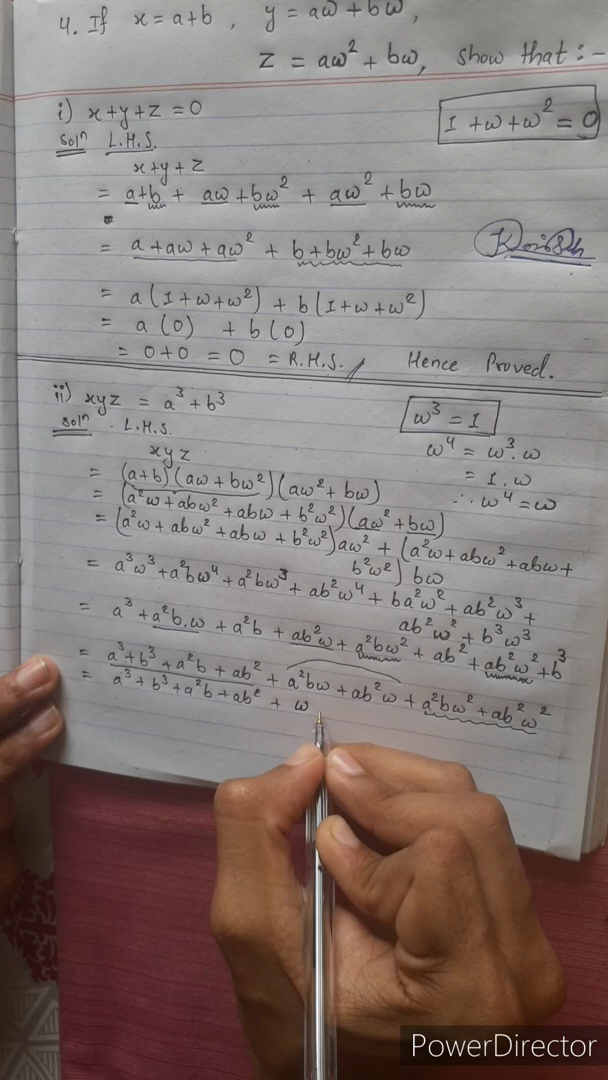 4. If x = a+b , y = aω + bω ,
z = aω² + bω, show that :-
i) x+y+z = 0
1 + ω + ω² = 0
Solⁿ L.H.S.
x+y+z
= a+b + aω + bω² + aω² + bω
= a + aω + aω² + b + bω² + bω
= a(1+ω+ω²) + b(1+ω+ω²)
= a(0) + b(0)
= 0+0 = 0 = R.H.S. Hence Proved.
ii) xyz = a³ + b³
ω³ = 1
Solⁿ . L.H.S.
ω⁴ = ω³. ω
= 1. ω
∴ ω⁴ = ω
xyz
= (a+b)(aω + bω²)(aω² + bω)
= (a²ω + abω² + abω + b²ω²)(aω² + bω)
= (a²ω + abω² + abω + b²ω²)aω² + (a²ω + abω² + abω +
b²ω²) bω
= a³ω³ + a²bω⁴ + a²bω³ + ab²ω⁴ + ba²ω² + ab²ω³ +
ab²ω² + b³ω³
= a³ + a²b.ω + a²b + ab²ω + a²bω² + ab² + ab²ω² + b³
= a³+b³ + a²b + ab² + a²bω + ab²ω + a²bω² + ab²ω²
= a³ + b³ + a²b + ab² + ω
PowerDirector